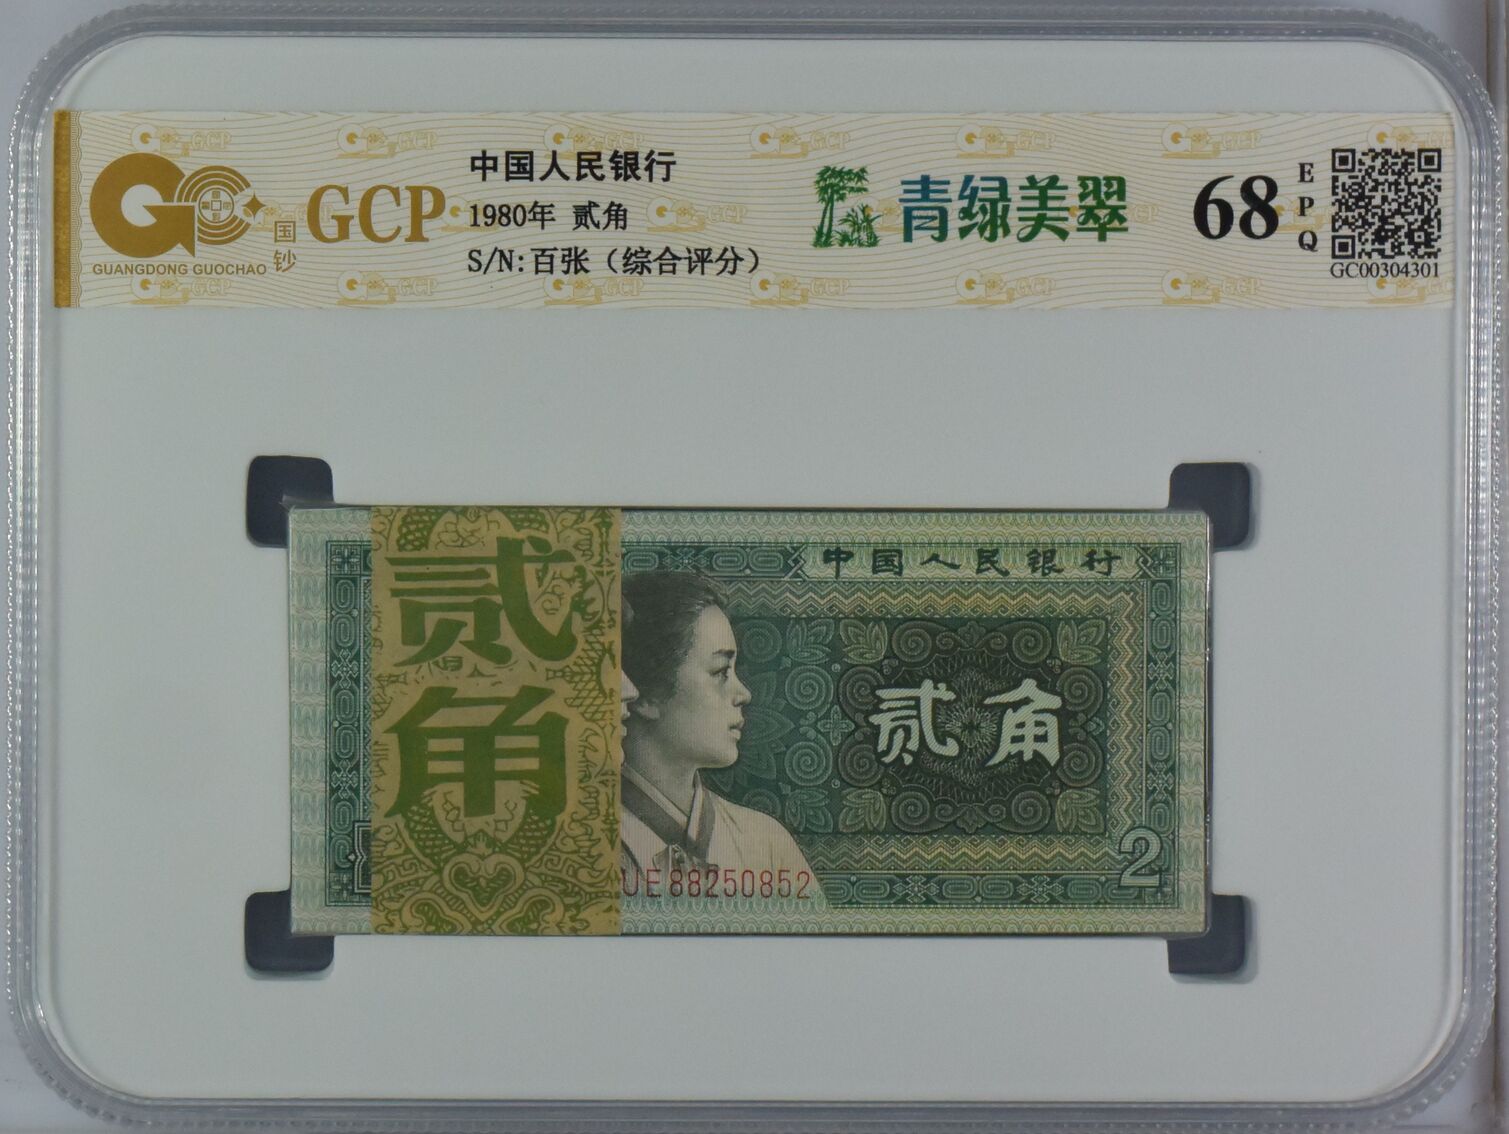 GCP
国钞
GUANGDONG GUOCHAO
中国人民银行
1980年 贰角
S/N:百张（综合评分）
青绿美翠
68
EPQ
GC00304301
贰角
中国人民银行
贰角
UE88250852
2